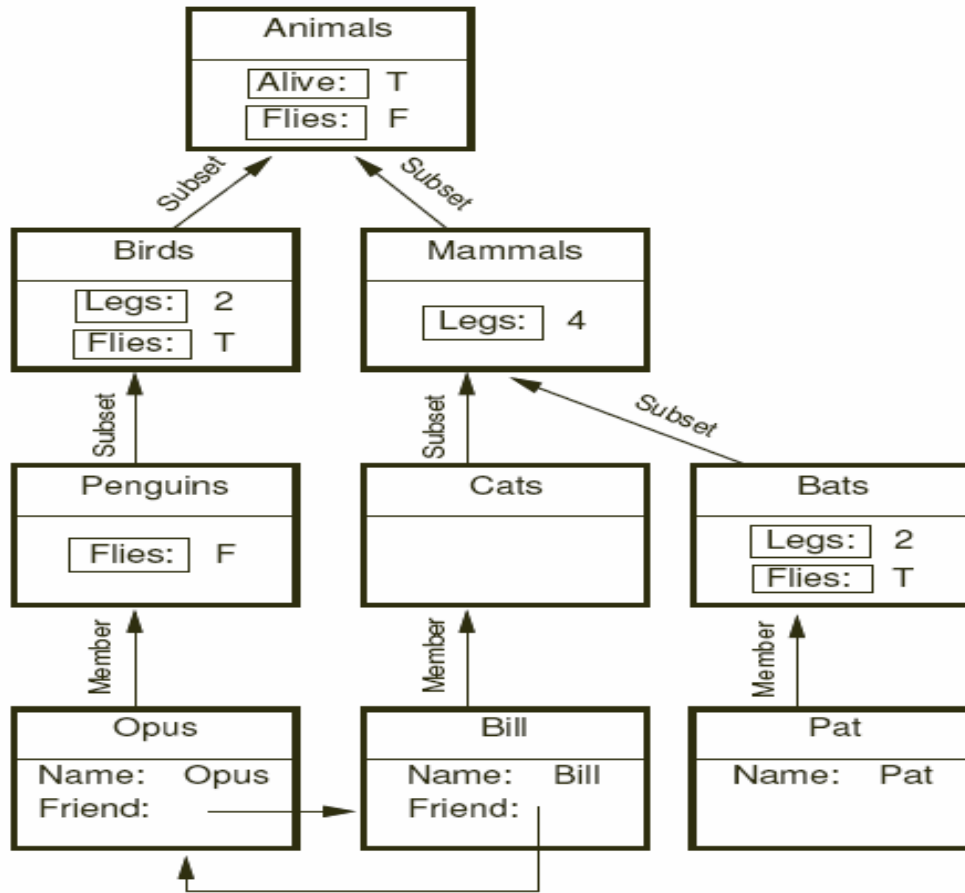 Animals
Alive: T
Flies: F
Subset
Subset
Birds
Legs: 2
Flies: T
Mammals
Legs: 4
Subset
Subset
Subset
Penguins
Flies: F
Cats
Bats
Legs: 2
Flies: T
Member
Member
Member
Opus
Name: Opus
Friend:
Bill
Name: Bill
Friend:
Pat
Name: Pat